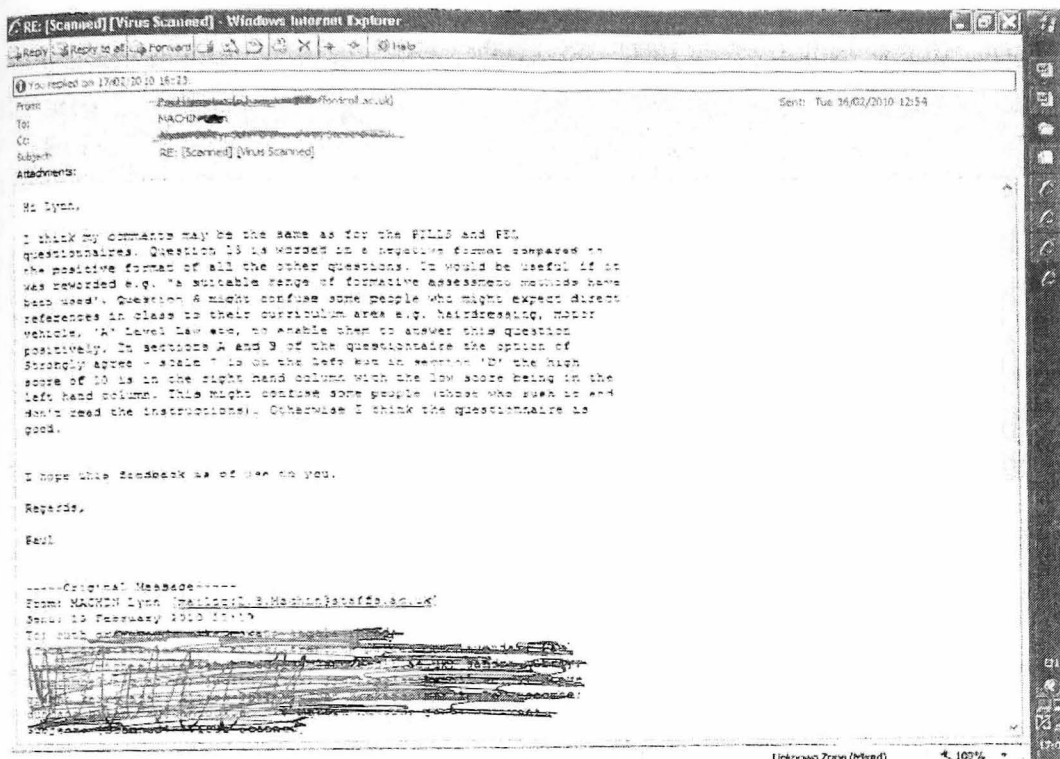 RE: [Scanned] [Virus Scanned] - Windows Internet Explorer
Reply Reply to all Forward Help
You replied on 17/02/2010 16:23.
From:
Sent: Tue 16/02/2010 12:54
To: MACHIN
Cc:
Subject: RE: [Scanned] [Virus Scanned]
Attachments:
Hi Lynn,
I think my comments may be the same as for the PILLS and PEL
questionnaires. Question 13 is worded in a negative format compared to
the positive format of all the other questions. It would be useful if it
was reworded e.g. "a suitable range of formative assessment methods have
been used". Question 6 might confuse some people who might expect direct
references in class to their curriculum area e.g. hairdressing, motor
vehicle, 'A' Level Law etc, to enable them to answer this question
positively. In sections A and B of the questionnaire the option of
Strongly agree - scale is on the left but in section 'D' the high
score of 10 is in the right hand column with the low score being in the
left hand column. This might confuse some people (those who rush it and
don't read the instructions). Otherwise I think the questionnaire is
good.
I hope this feedback is of use to you.
Regards,
Paul
-----Original Message-----
From: MACHIN Lynn
Sent: February 2010
To:
Unknown Zone (Mixed) 100%